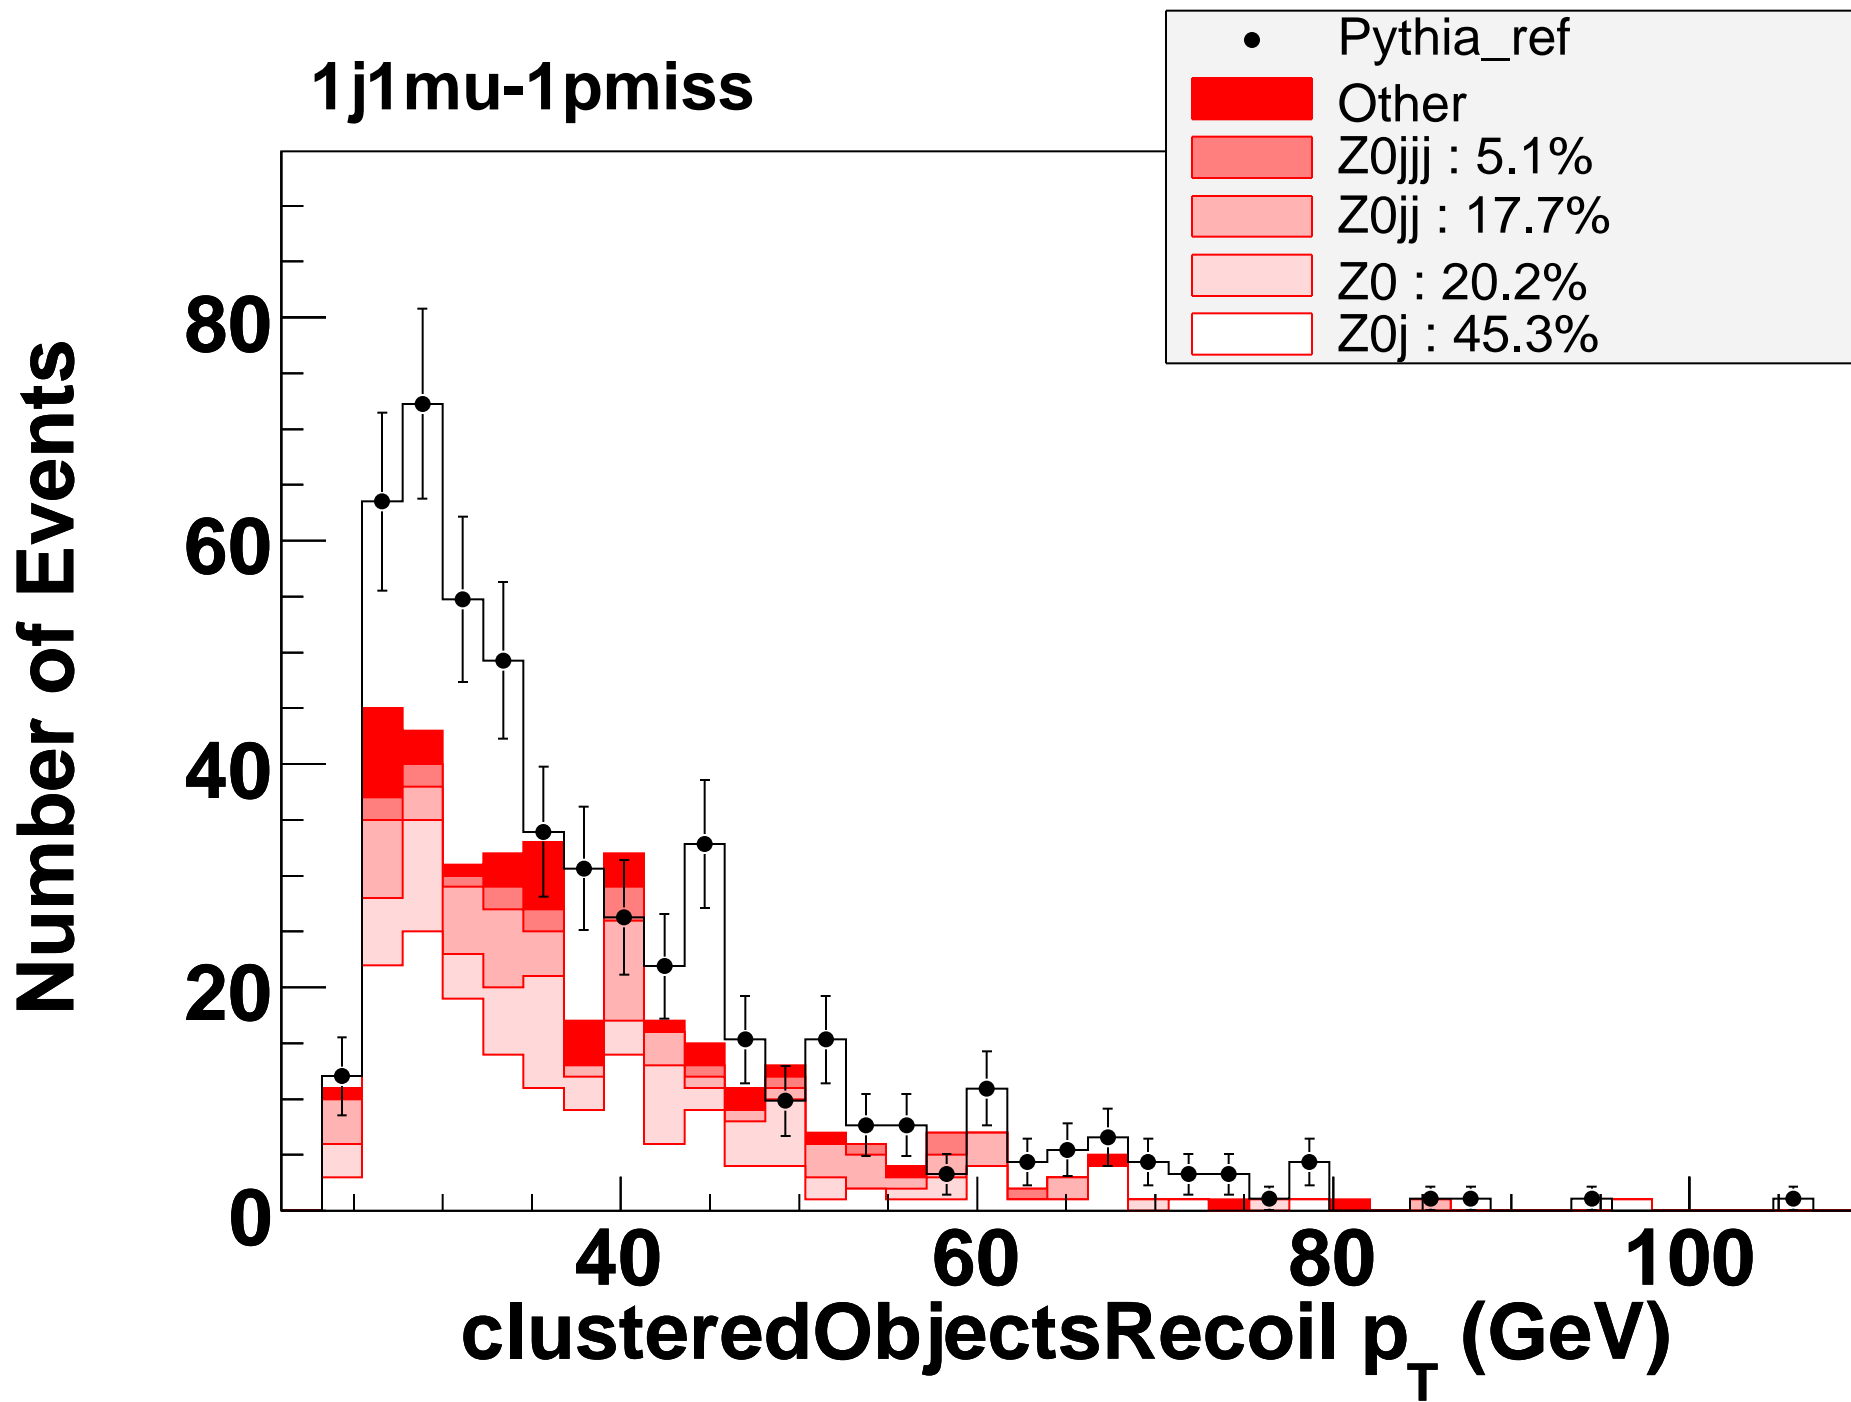 1j1mu-1pmiss
Pythia_ref
Other
Z0jjj : 5.1%
Z0jj : 17.7%
Z0 : 20.2%
Z0j : 45.3%
Number of Events
80
60
40
20
0
40 60 80 100
clusteredObjectsRecoil p_T (GeV)